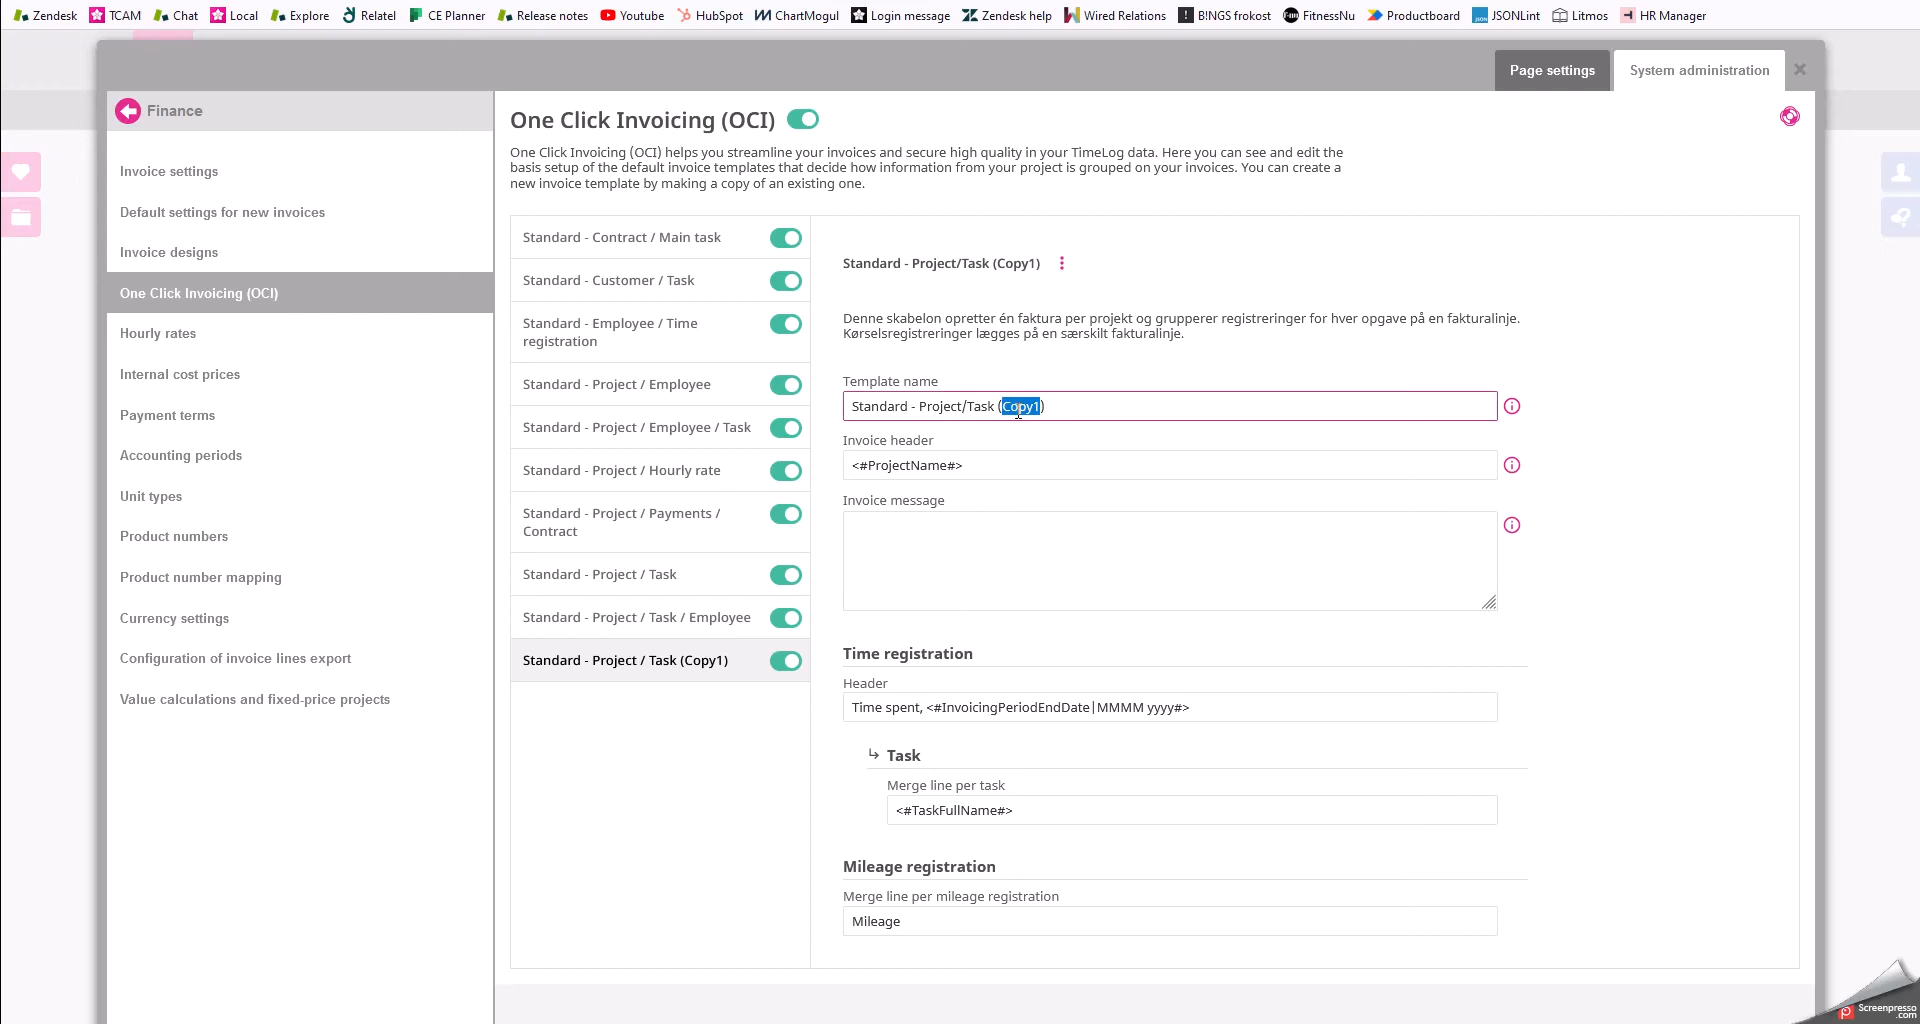 Zendesk TCAM Chat Local Explore Relatel CE Planner Release notes Youtube HubSpot ChartMogul Login message Zendesk help Wired Relations B!NGS frokost FitnessNu Productboard JSONLint Litmos HR Manager
Page settings
System administration
Finance
Invoice settings
Default settings for new invoices
Invoice designs
One Click Invoicing (OCI)
Hourly rates
Internal cost prices
Payment terms
Accounting periods
Unit types
Product numbers
Product number mapping
Currency settings
Configuration of invoice lines export
Value calculations and fixed-price projects
One Click Invoicing (OCI)
One Click Invoicing (OCI) helps you streamline your invoices and secure high quality in your TimeLog data. Here you can see and edit the
basis setup of the default invoice templates that decide how information from your project is grouped on your invoices. You can create a
new invoice template by making a copy of an existing one.
Standard - Contract / Main task
Standard - Customer / Task
Standard - Employee / Time
registration
Standard - Project / Employee
Standard - Project / Employee / Task
Standard - Project / Hourly rate
Standard - Project / Payments /
Contract
Standard - Project / Task
Standard - Project / Task / Employee
Standard - Project / Task (Copy1)
Standard - Project/Task (Copy1)
Denne skabelon opretter én faktura per projekt og grupperer registreringer for hver opgave på en fakturalinje.
Kørselsregistreringer lægges på en særskilt fakturalinje.
Template name
Standard - Project/Task (Copy1)
Invoice header
<#ProjectName#>
Invoice message
Time registration
Header
Time spent, <#InvoicingPeriodEndDate|MMMM yyyy#>
Task
Merge line per task
<#TaskFullName#>
Mileage registration
Merge line per mileage registration
Mileage
Screenpresso
.com